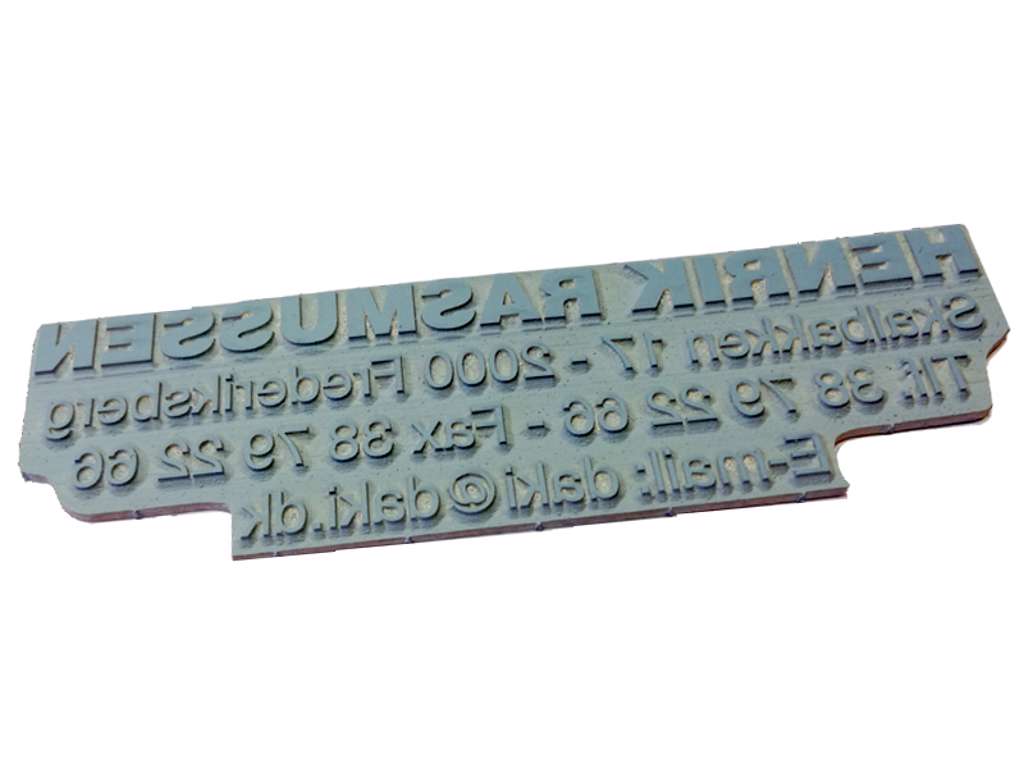 HENRIK RASMUSSEN
Skalbakken 17 - 2000 Frederiksberg
Tlf. 38 79 22 66 - Fax 38 79 22 66
E-mail: daki@daki.dk